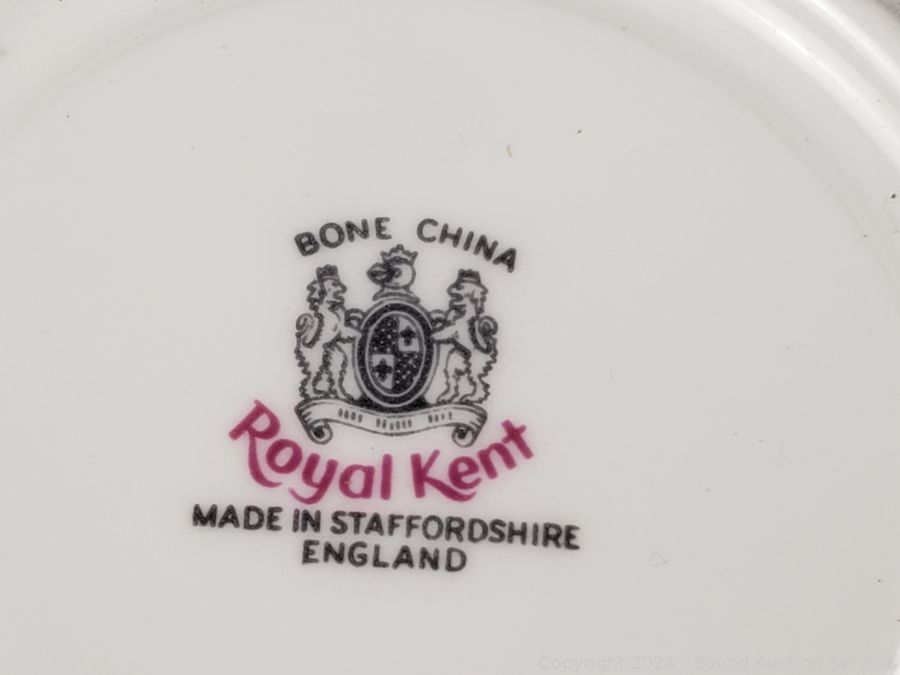 BONE CHINA
Royal Kent
MADE IN STAFFORDSHIRE
ENGLAND
Copyright 2024 - Sound Auction Service